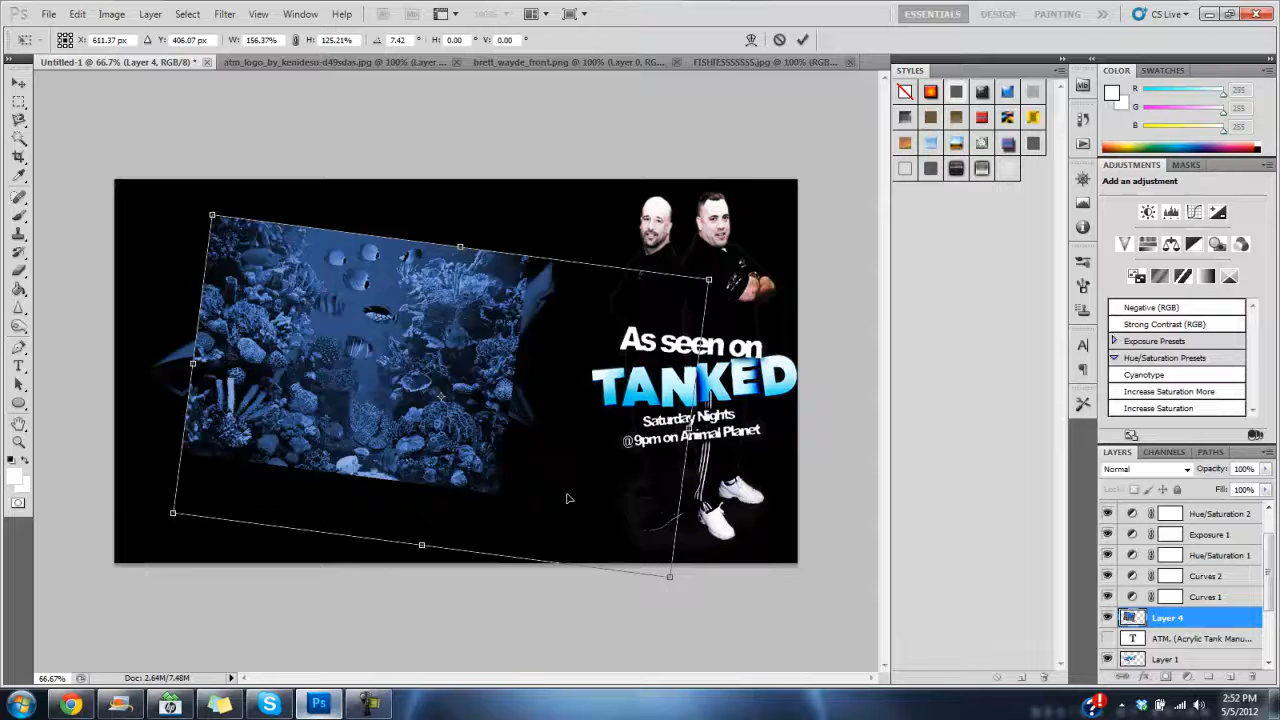 Ps File Edit Image Layer Select Filter View Window Help Br Mb 100% ESSENTIALS DESIGN PAINTING CS Live
X: 611.37 px Y: 406.07 px W: 156.37% H: 125.21% 7.42 ° H: 0.00 ° V: 0.00 °
Untitled-1 @ 66.7% (Layer 4, RGB/8) * × atm_logo_by_kenidesu-d49sdas.jpg @ 100% (Layer ... × brett_wayde_front.png @ 100% (Layer 0, RG... × FISHIESSSSSS.jpg @ 100% (RGB... ×
STYLES
COLOR SWATCHES
R 255
G 255
B 255
ADJUSTMENTS MASKS
Add an adjustment
Negative (RGB)
Strong Contrast (RGB)
Exposure Presets
Hue/Saturation Presets
Cyanotype
Increase Saturation More
Increase Saturation
As seen on
TANKED
Saturday Nights
@9pm on Animal Planet
LAYERS CHANNELS PATHS
Normal Opacity: 100%
Lock: Fill: 100%
Hue/Saturation 2
Exposure 1
Hue/Saturation 1
Curves 2
Curves 1
Layer 4
T ATM, (Acrylic Tank Manu...
Layer 1
66.67% Doc: 2.64M/7.48M
2:52 PM
5/5/2012